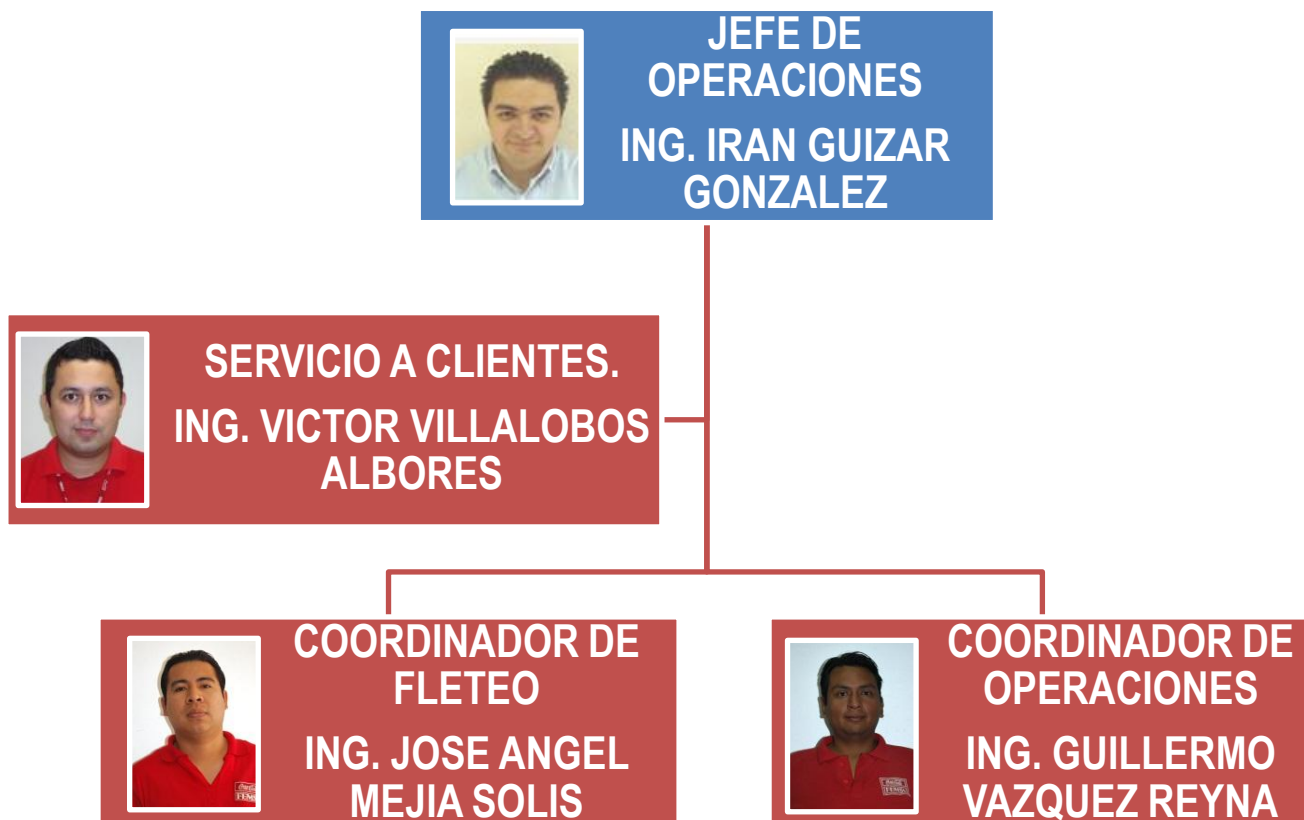 JEFE DE
OPERACIONES
ING. IRAN GUIZAR
GONZALEZ
SERVICIO A CLIENTES.
ING. VICTOR VILLALOBOS
ALBORES
COORDINADOR DE
FLETEO
ING. JOSE ANGEL
MEJIA SOLIS
COORDINADOR DE
OPERACIONES
ING. GUILLERMO
VAZQUEZ REYNA